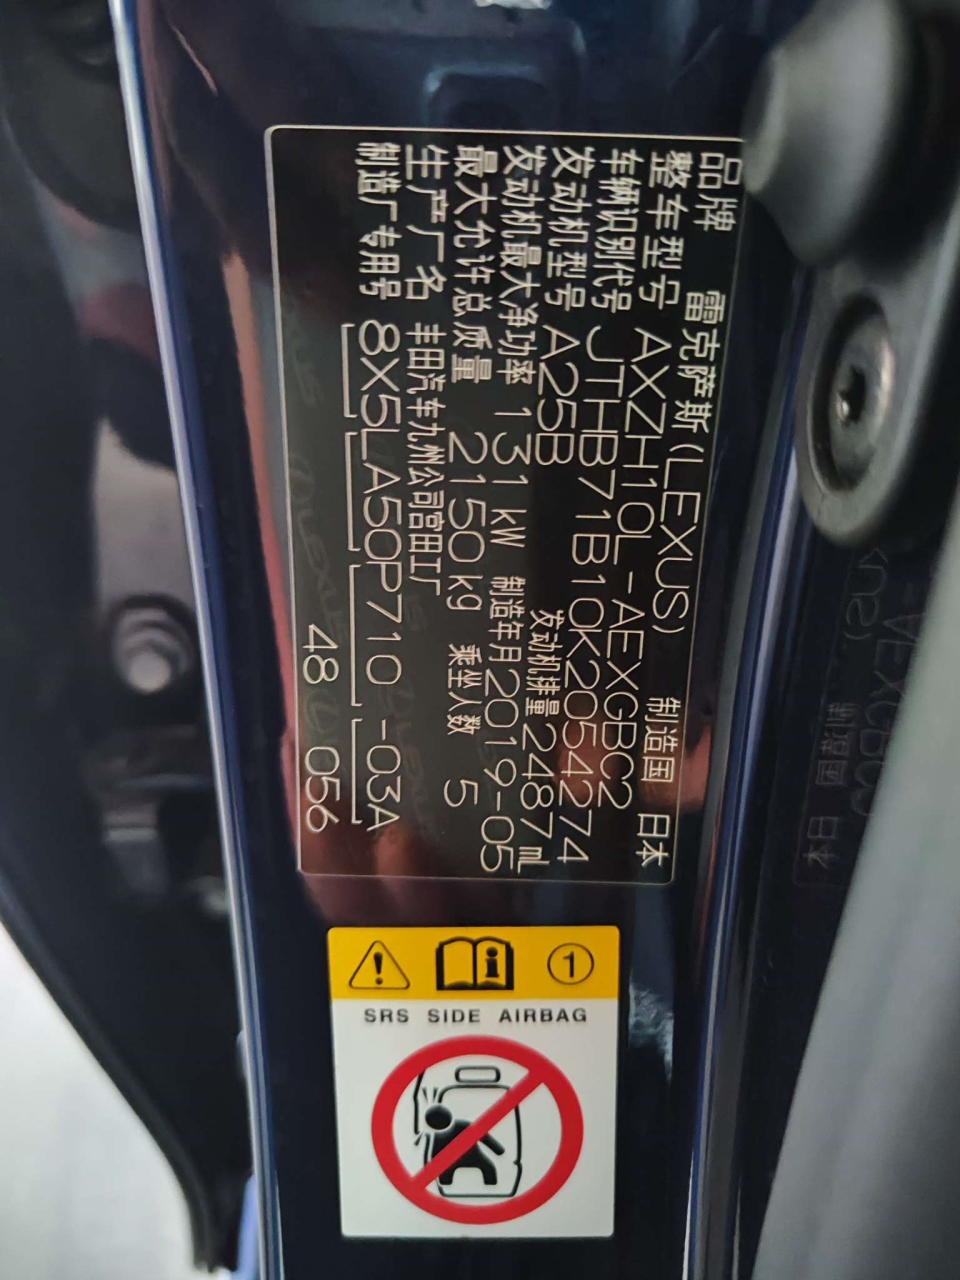 品牌 雷克萨斯(LEXUS) 制造国 日本
整车型号 AXZH10L-AEXGBC2
车辆识别代号 JTHB71B10K2054274
发动机型号 A25B 发动机排量 2487mL
发动机最大净功率 131kW 制造年月 2019-05
最大允许总质量 2150kg 乘坐人数 5
生产厂名 丰田汽车九州公司宫田工厂
制造厂专用号 8X5LA50P710-03A
48 056
1
SRS SIDE AIRBAG